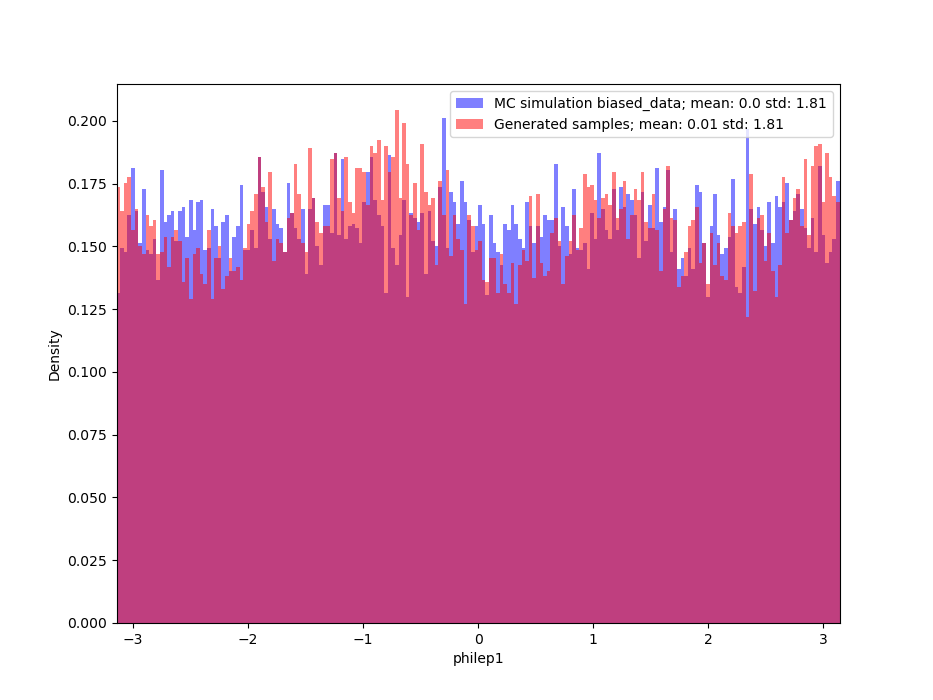 MC simulation biased_data; mean: 0.0 std: 1.81
Generated samples; mean: 0.01 std: 1.81
0.200
0.175
0.150
0.125
0.100
0.075
0.050
0.025
0.000
Density
−3 −2 −1 0 1 2 3
philep1